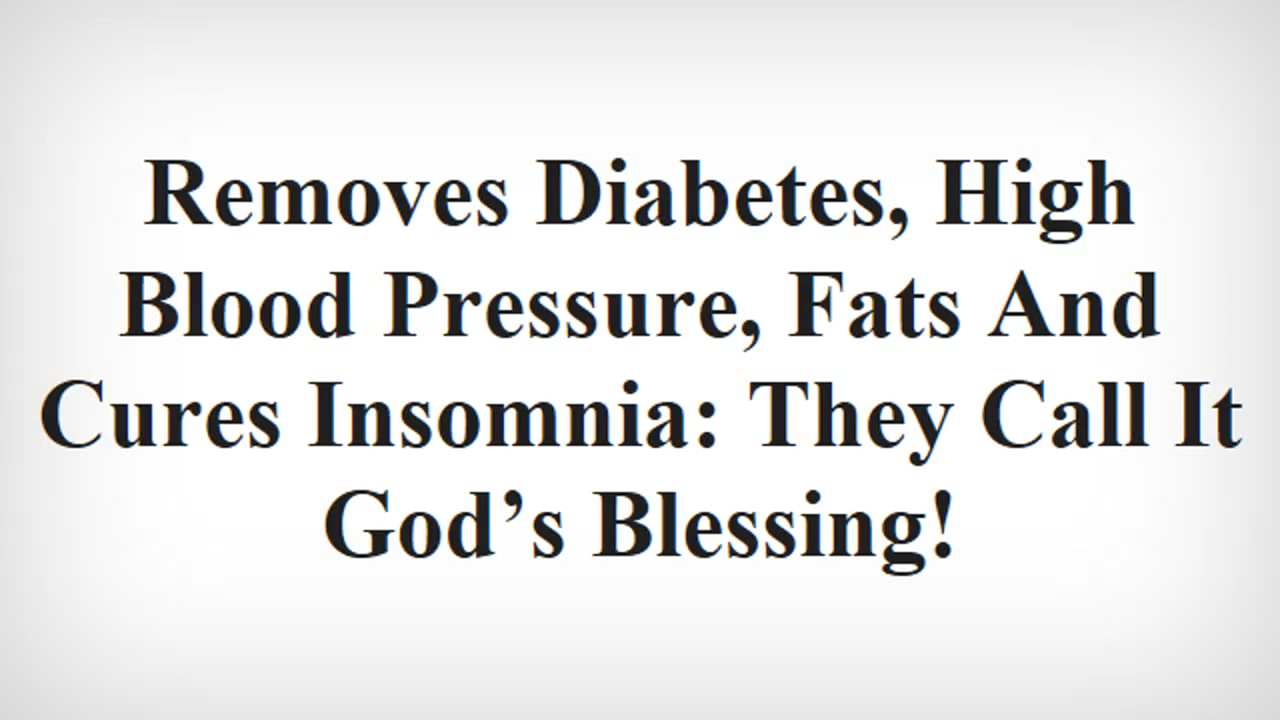 Removes Diabetes, High
Blood Pressure, Fats And
Cures Insomnia: They Call It
God’s Blessing!